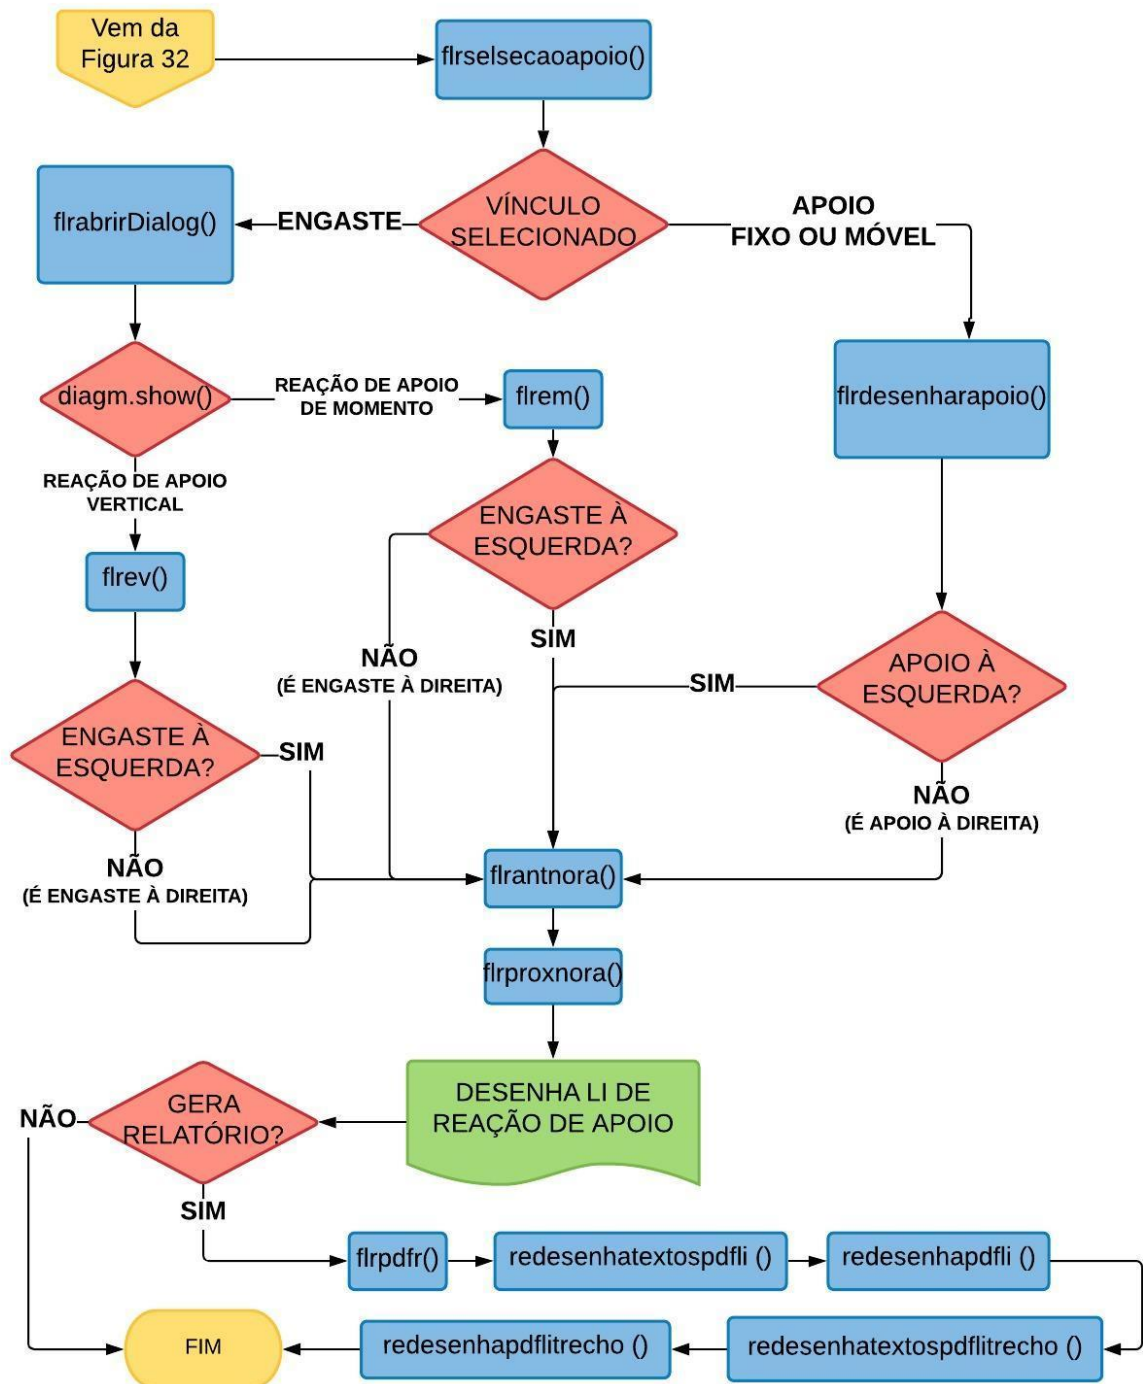 Vem da
Figura 32
flrselsecaoapoio()
VÍNCULO
SELECIONADO
ENGASTE
APOIO
FIXO OU MÓVEL
flrabrirDialog()
diagm.show()
REAÇÃO DE APOIO
DE MOMENTO
flrem()
flrdesenharapoio()
REAÇÃO DE APOIO
VERTICAL
flrev()
ENGASTE À
ESQUERDA?
SIM
NÃO
(É ENGASTE À DIREITA)
APOIO À
ESQUERDA?
SIM
NÃO
(É APOIO À DIREITA)
ENGASTE À
ESQUERDA?
SIM
NÃO
(É ENGASTE À DIREITA)
flrantnora()
flrproxnora()
DESENHA LI DE
REAÇÃO DE APOIO
GERA
RELATÓRIO?
NÃO
SIM
flrpdfr()
redesenhatextospdfli ()
redesenhapdfli ()
redesenhatextospdflitrecho ()
redesenhapdflitrecho ()
FIM